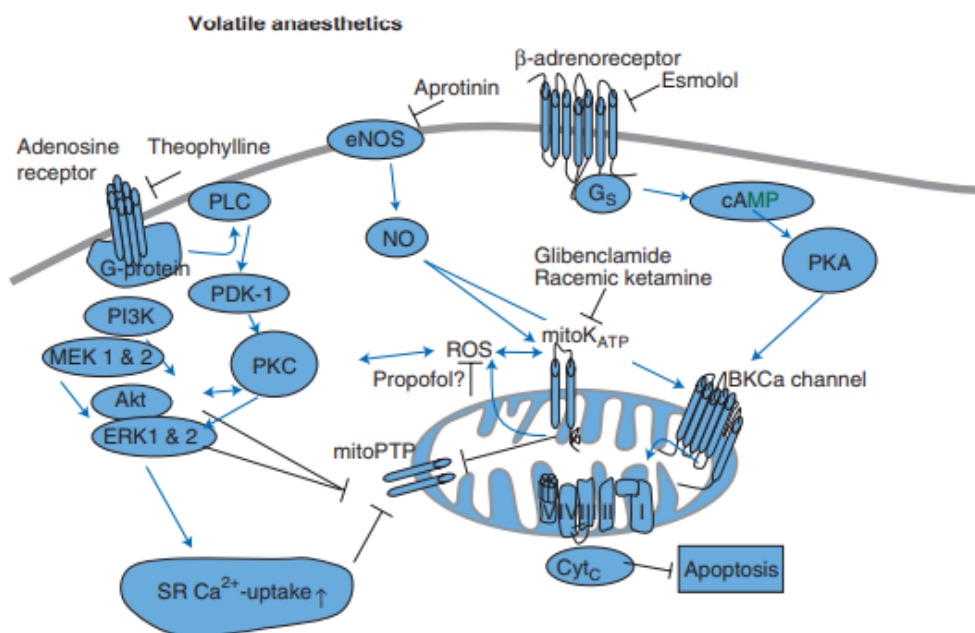 Volatile anaesthetics
β-adrenoreceptor
Esmolol
Aprotinin
eNOS
Adenosine
receptor
Theophylline
PLC
G-protein
GS
cAMP
NO
PKA
Glibenclamide
Racemic ketamine
PDK-1
PI3K
MEK 1 & 2
PKC
ROS
mitoKATP
Propofol?
BKCa channel
Akt
ERK1 & 2
mitoPTP
V IV III II I
CytC
Apoptosis
SR Ca2+-uptake ↑